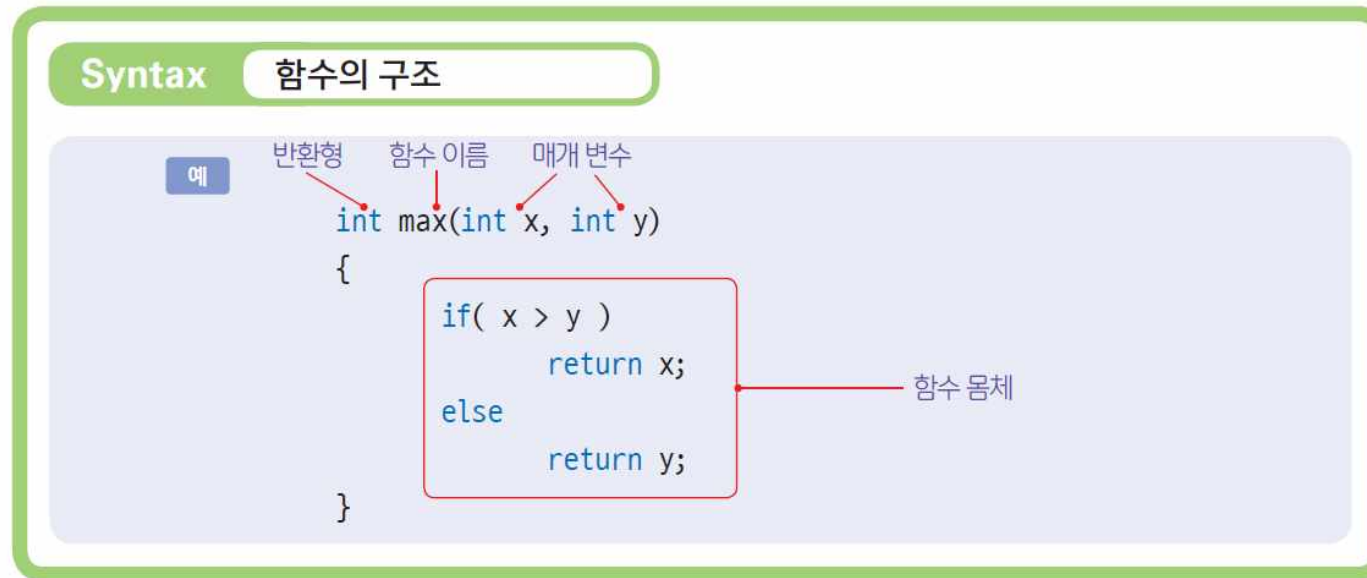 Syntax 함수의 구조
예 반환형 함수 이름 매개 변수
int max(int x, int y)
{
if( x > y )
return x;
else
return y;
함수 몸체
}